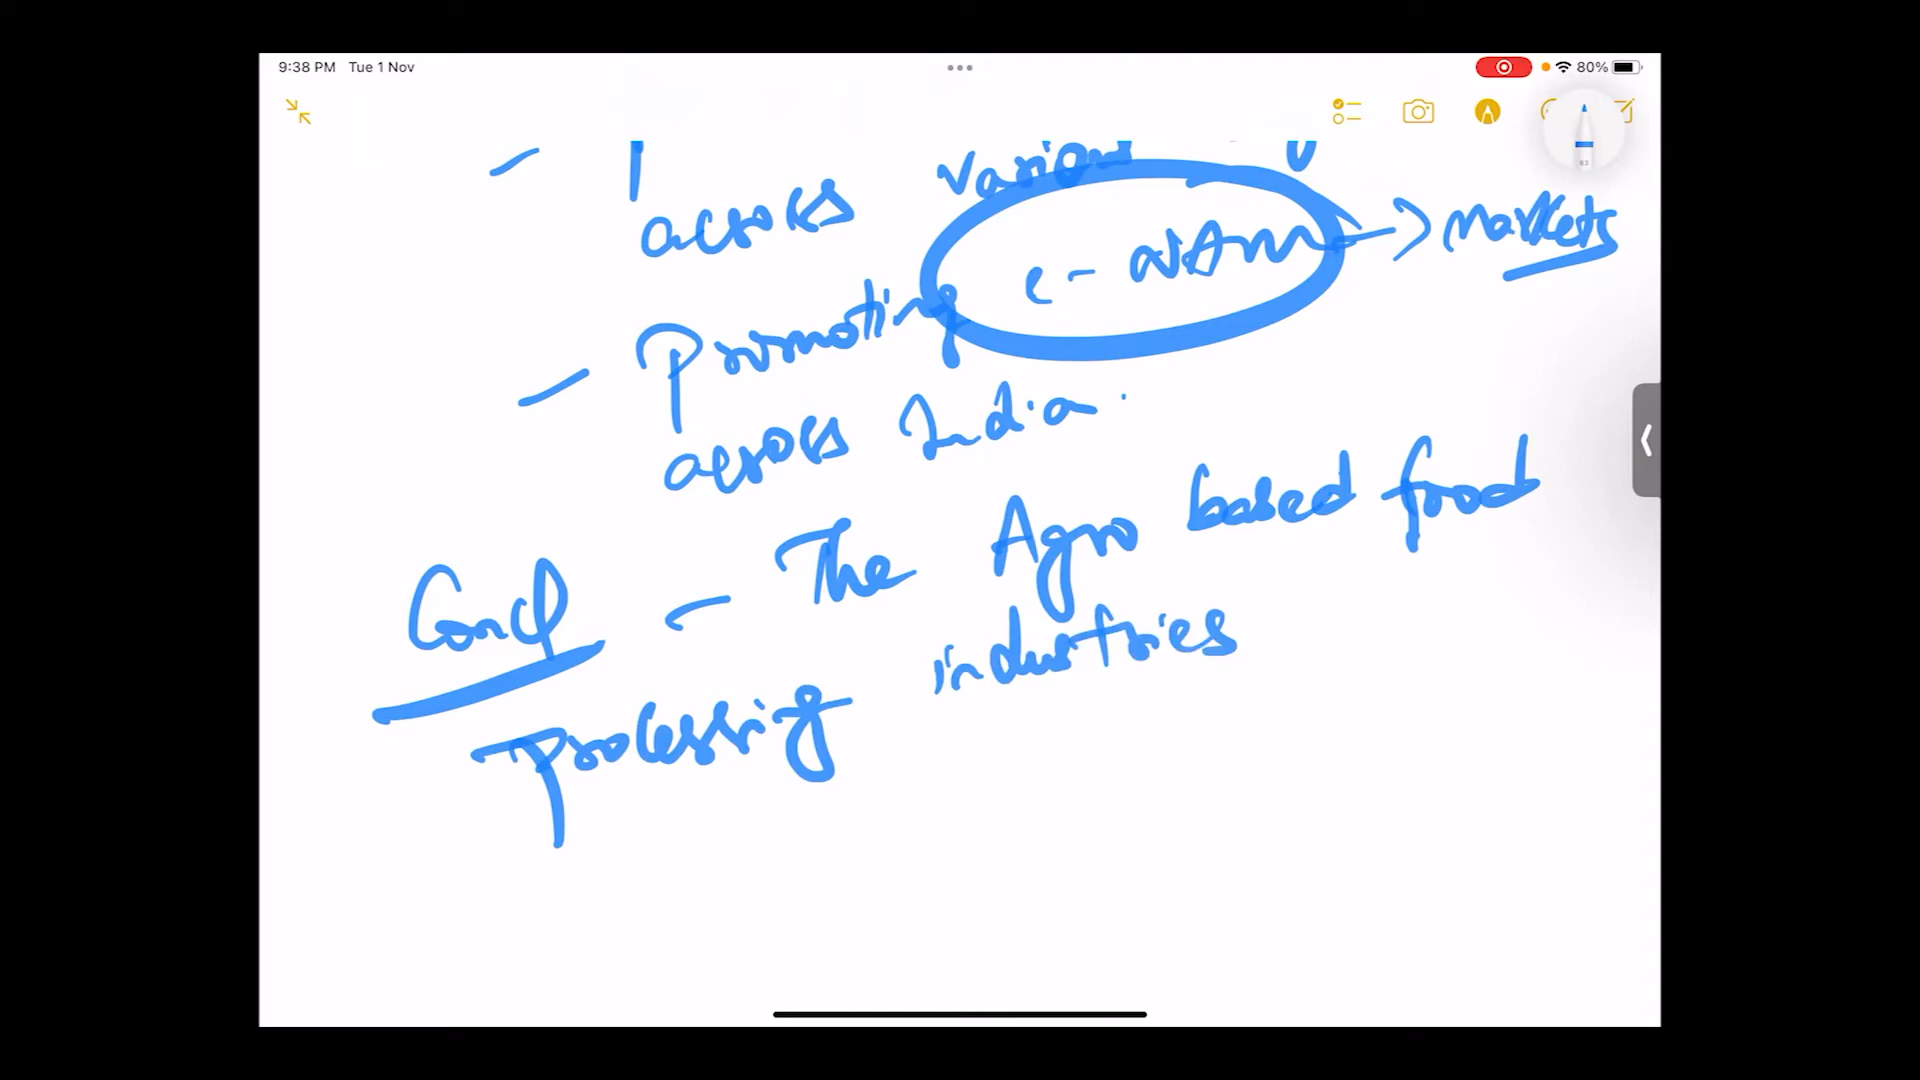 9:38 PM Tue 1 Nov
80%
– across various
– Promoting e-NAM → markets
across India.
Concl – The Agro based food
processing industries